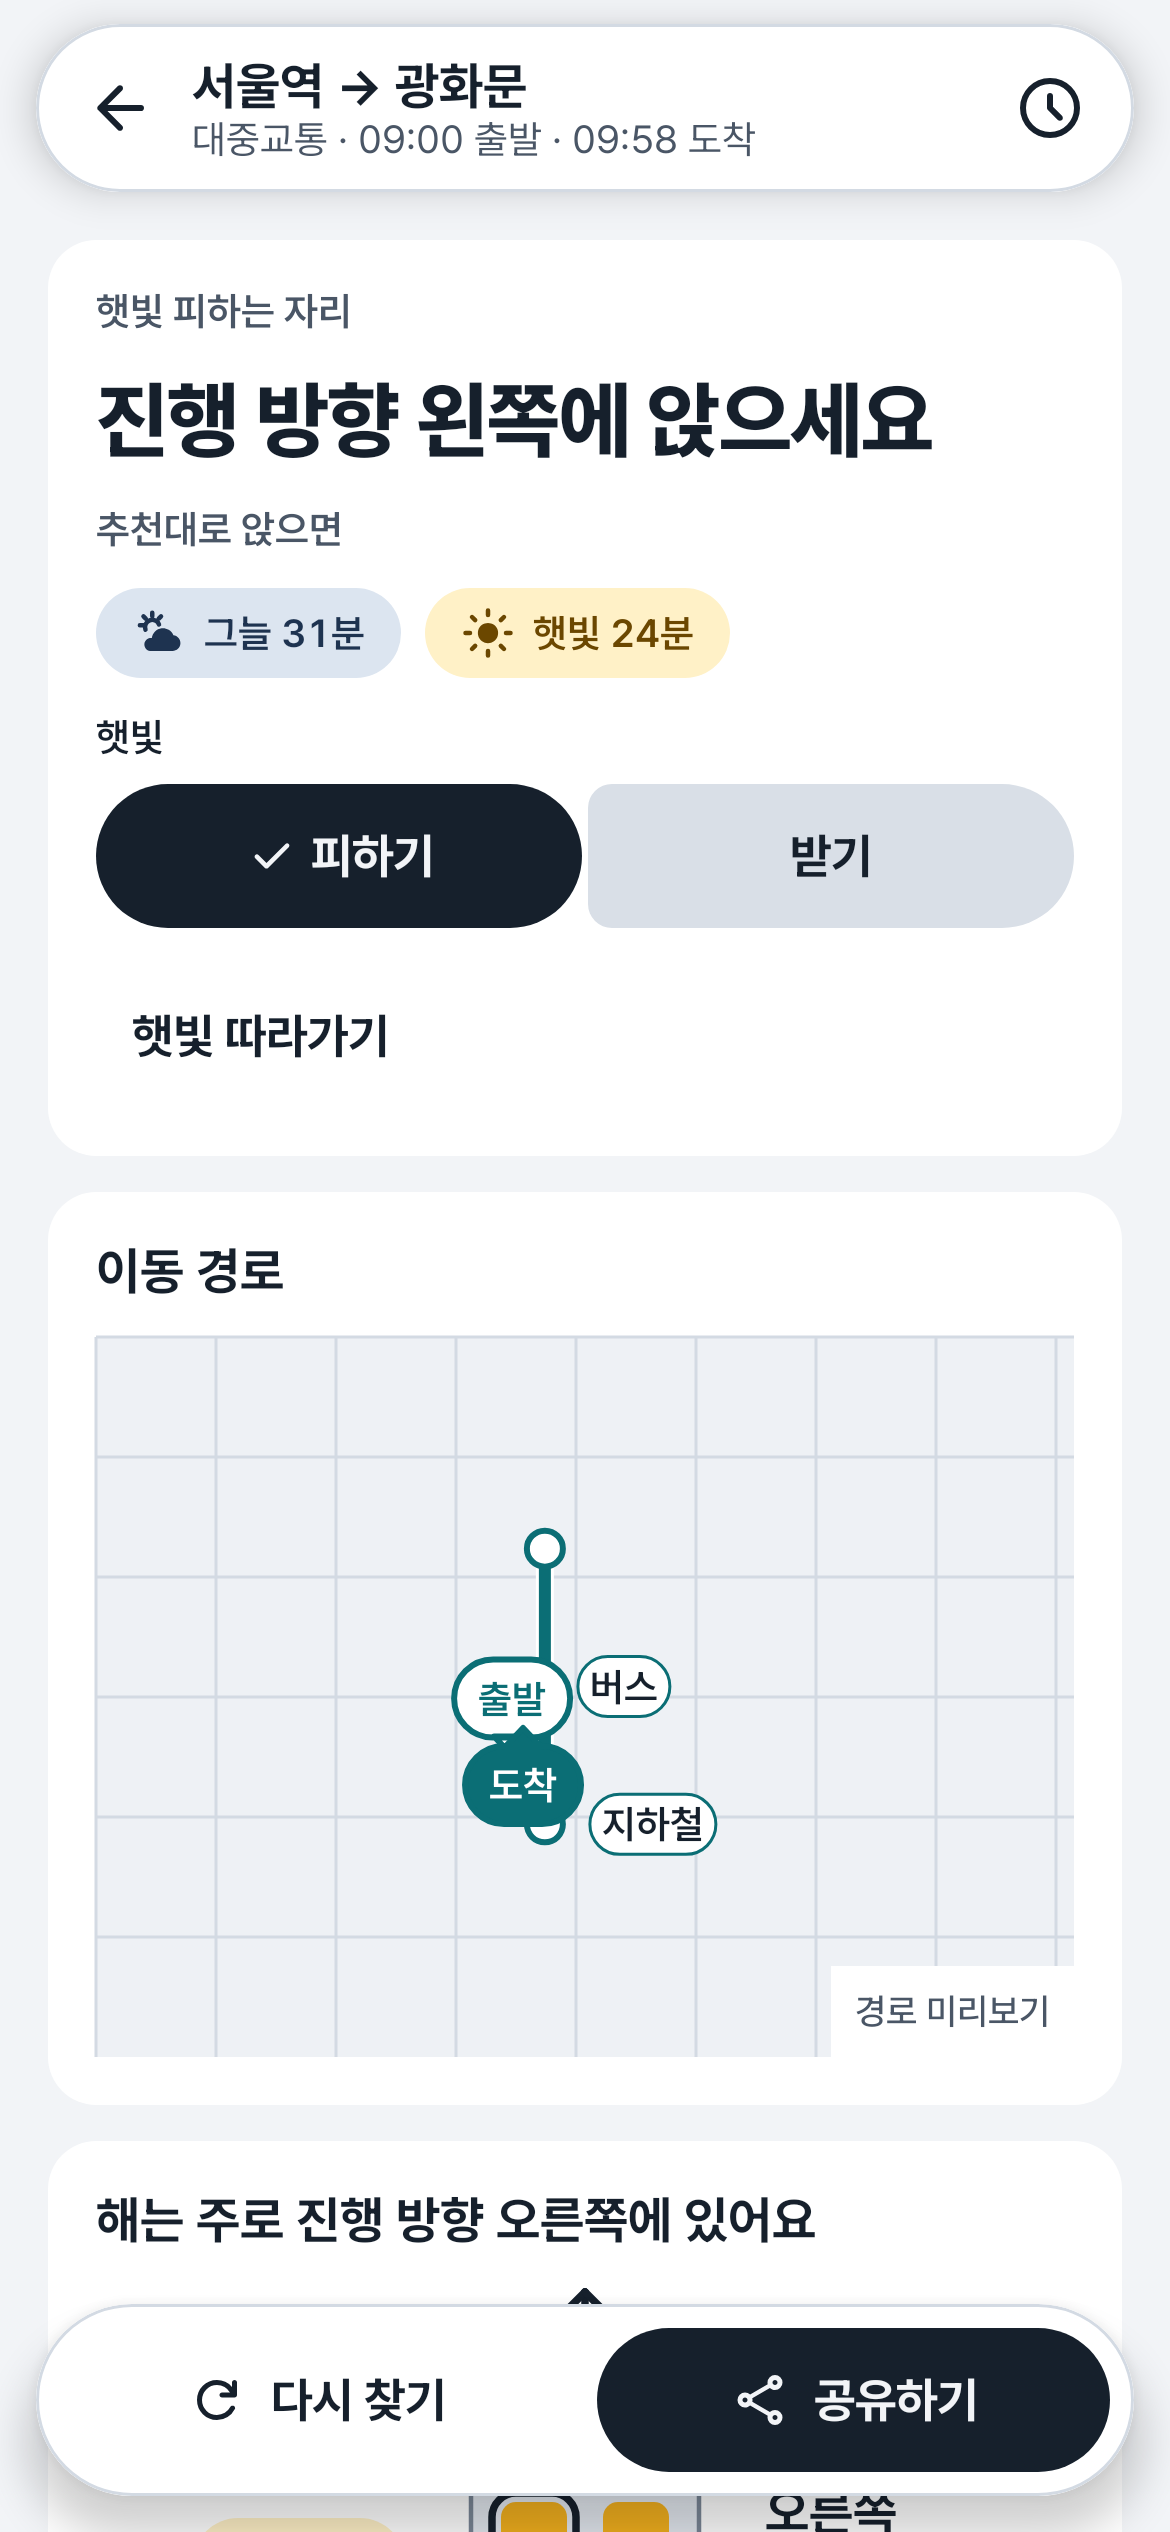 서울역 → 광화문
대중교통 · 09:00 출발 · 09:58 도착
햇빛 피하는 자리
진행 방향 왼쪽에 앉으세요
추천대로 앉으면
그늘 31분 햇빛 24분
햇빛
피하기 받기
햇빛 따라가기
이동 경로
출발 버스
도착
지하철
경로 미리보기
해는 주로 진행 방향 오른쪽에 있어요
다시 찾기 공유하기
오른쪽